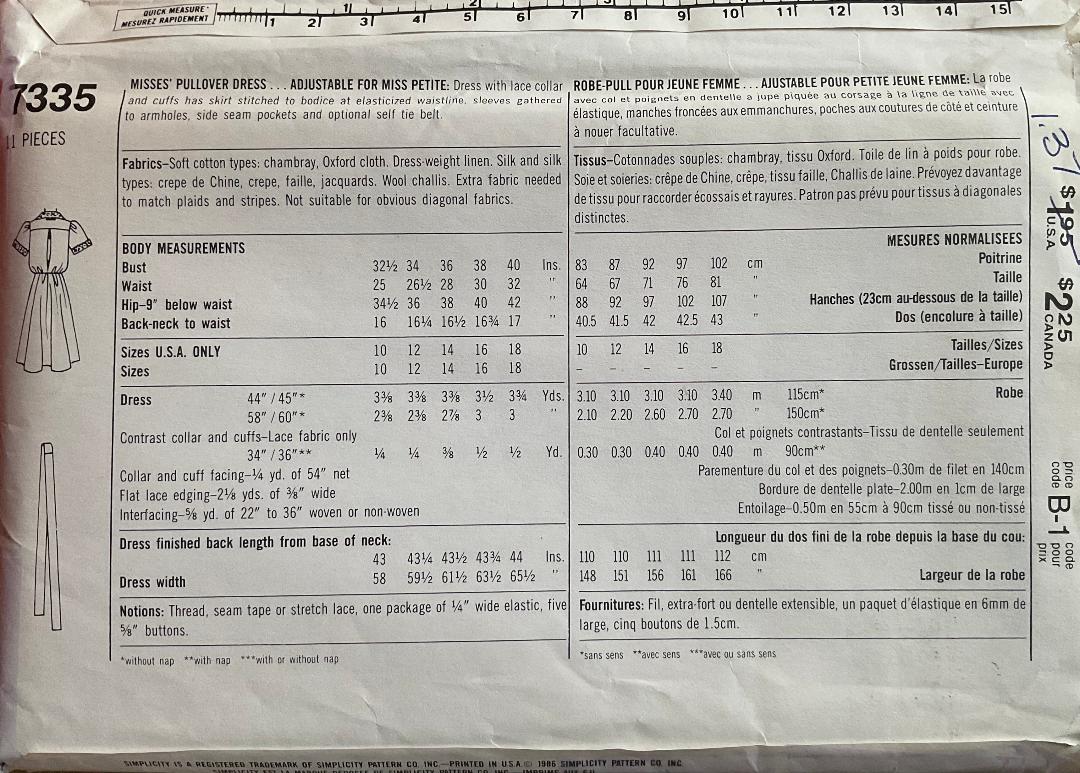 QUICK MEASURE·
MESUREZ RAPIDEMENT
1 2 3 4 5 6 7 8 9 10 11 12 13 14 15
7335
11 PIECES
MISSES' PULLOVER DRESS . . . ADJUSTABLE FOR MISS PETITE: Dress with lace collar
and cuffs has skirt stitched to bodice at elasticized waistline, sleeves gathered
to armholes, side seam pockets and optional self tie belt.
Fabrics–Soft cotton types: chambray, Oxford cloth. Dress-weight linen. Silk and silk
types: crepe de Chine, crepe, faille, jacquards. Wool challis. Extra fabric needed
to match plaids and stripes. Not suitable for obvious diagonal fabrics.
BODY MEASUREMENTS
Bust 32½ 34 36 38 40 Ins.
Waist 25 26½ 28 30 32 "
Hip-9" below waist 34½ 36 38 40 42 "
Back-neck to waist 16 16¼ 16½ 16¾ 17 "
Sizes U.S.A. ONLY 10 12 14 16 18
Sizes 10 12 14 16 18
Dress 44" / 45"* 3⅜ 3⅜ 3⅜ 3½ 3¾ Yds.
58" / 60"* 2⅜ 2⅜ 2⅞ 3 3 "
Contrast collar and cuffs–Lace fabric only
34" / 36"** ¼ ¼ ⅜ ½ ½ Yd.
Collar and cuff facing–¼ yd. of 54" net
Flat lace edging–2⅛ yds. of ⅜" wide
Interfacing–⅝ yd. of 22" to 36" woven or non-woven
Dress finished back length from base of neck:
43 43¼ 43½ 43¾ 44 Ins.
Dress width 58 59½ 61½ 63½ 65½ "
Notions: Thread, seam tape or stretch lace, one package of ¼" wide elastic, five
⅝" buttons.
*without nap **with nap ***with or without nap
ROBE-PULL POUR JEUNE FEMME . . . AJUSTABLE POUR PETITE JEUNE FEMME: La robe
avec col et poignets en dentelle a jupe piquée au corsage à la ligne de taille avec
élastique, manches froncées aux emmanchures, poches aux coutures de côté et ceinture
à nouer facultative.
Tissus–Cotonnades souples: chambray, tissu Oxford. Toile de lin à poids pour robe.
Soie et soieries: crêpe de Chine, crêpe, tissu faille, Challis de laine. Prévoyez davantage
de tissu pour raccorder écossais et rayures. Patron pas prévu pour tissus à diagonales
distinctes.
MESURES NORMALISEES
83 87 92 97 102 cm Poitrine
64 67 71 76 81 " Taille
88 92 97 102 107 " Hanches (23cm au-dessous de la taille)
40.5 41.5 42 42.5 43 " Dos (encolure à taille)
10 12 14 16 18 Tailles/Sizes
– – – – – Grossen/Tailles–Europe
3.10 3.10 3.10 3.10 3.40 m 115cm* Robe
2.10 2.20 2.60 2.70 2.70 " 150cm*
Col et poignets contrastants–Tissu de dentelle seulement
0.30 0.30 0.40 0.40 0.40 m 90cm**
Parementure du col et des poignets–0.30m de filet en 140cm
Bordure de dentelle plate–2.00m en 1cm de large
Entoilage–0.50m en 55cm à 90cm tissé ou non-tissé
Longueur du dos fini de la robe depuis la base du cou:
110 110 111 111 112 cm
148 151 156 161 166 " Largeur de la robe
Fournitures: Fil, extra-fort ou dentelle extensible, un paquet d'élastique en 6mm de
large, cinq boutons de 1.5cm.
*sans sens **avec sens ***avec ou sans sens
$1.95 U.S.A.
$2.25 CANADA
price code B-1 code pour prix
SIMPLICITY IS A REGISTERED TRADEMARK OF SIMPLICITY PATTERN CO. INC.—PRINTED IN U.S.A. © 1986 SIMPLICITY PATTERN CO. INC.